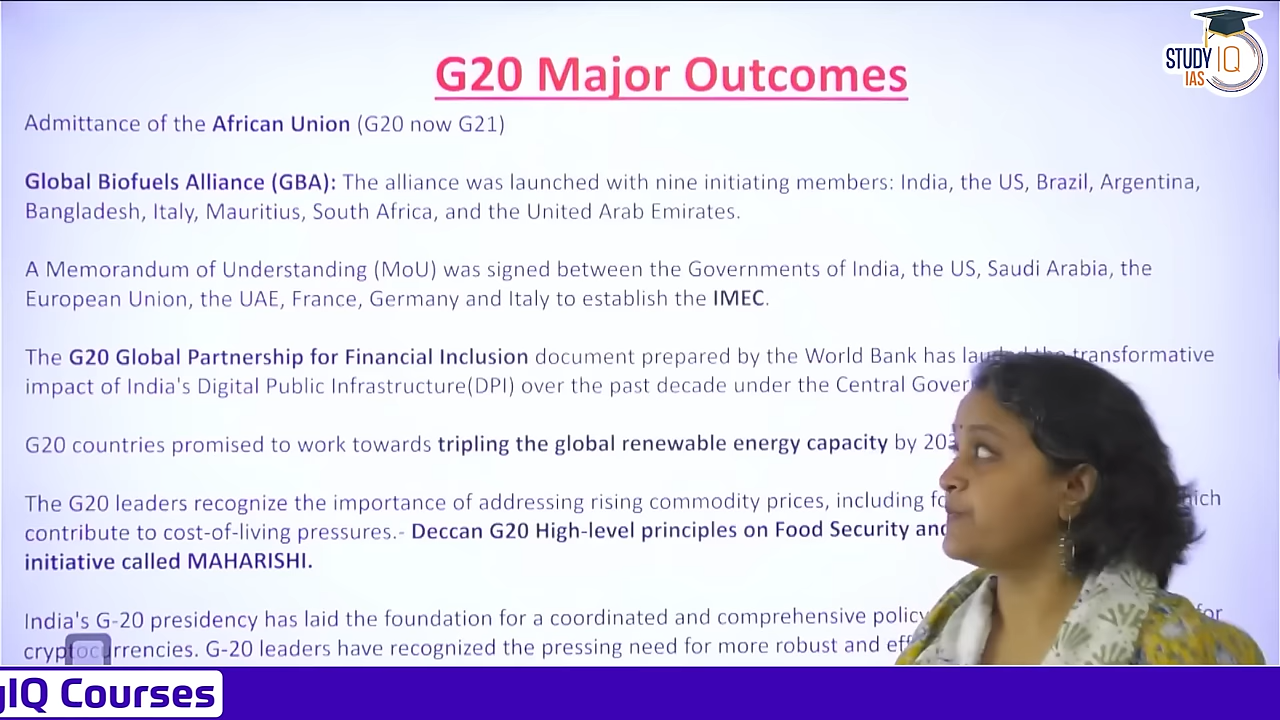 G20 Major Outcomes
STUDY IQ
IAS
Admittance of the African Union (G20 now G21)
Global Biofuels Alliance (GBA): The alliance was launched with nine initiating members: India, the US, Brazil, Argentina,
Bangladesh, Italy, Mauritius, South Africa, and the United Arab Emirates.
A Memorandum of Understanding (MoU) was signed between the Governments of India, the US, Saudi Arabia, the
European Union, the UAE, France, Germany and Italy to establish the IMEC.
The G20 Global Partnership for Financial Inclusion document prepared by the World Bank has lauded the transformative
impact of India's Digital Public Infrastructure(DPI) over the past decade under the Central
G20 countries promised to work towards tripling the global renewable energy capacity by
The G20 leaders recognize the importance of addressing rising commodity prices, including
contribute to cost-of-living pressures.- Deccan G20 High-level principles on Food Security and
initiative called MAHARISHI.
India's G-20 presidency has laid the foundation for a coordinated and comprehensive policy for
cryptocurrencies. G-20 leaders have recognized the pressing need for more robust and
IQ Courses